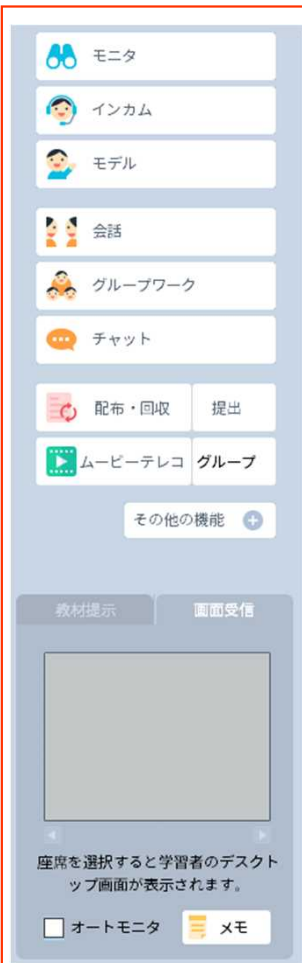 モニタ
インカム
モデル
会話
グループワーク
チャット
配布・回収 提出
ムービーテレコ グループ
その他の機能
教材提示 画面受信
座席を選択すると学習者のデスクト
ップ画面が表示されます。
オートモニタ メモ